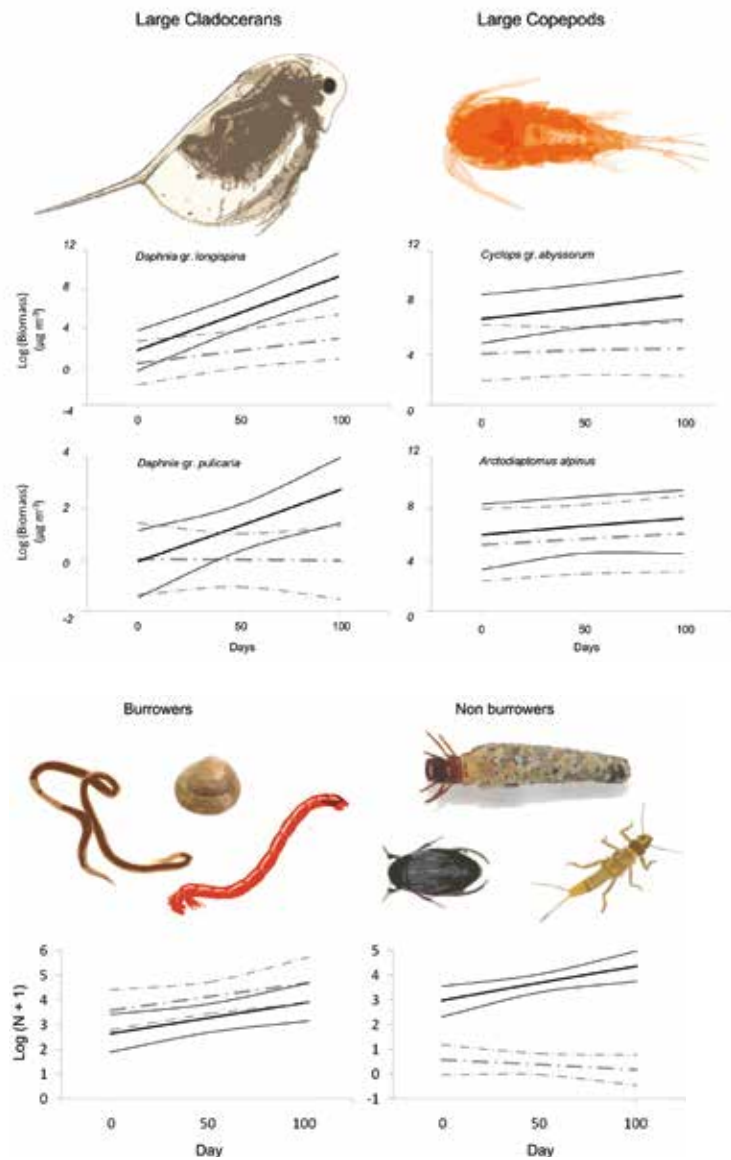 Large Cladocerans
Large Copepods
Daphnia gr. longispina
Log (Biomass)
(µg m⁻³)
12
8
4
0
-4
0 50 100
Cyclops gr. abyssorum
12
8
4
0
0 50 100
Daphnia gr. pulicaria
Log (Biomass)
(µg m⁻³)
4
2
0
-2
0 50 100
Days
Arctodiaptomus alpinus
12
8
4
0
0 50 100
Days
Burrowers
Non burrowers
Log (N + 1)
6
5
4
3
2
1
0
0 50 100
Day
5
4
3
2
1
0
-1
0 50 100
Day